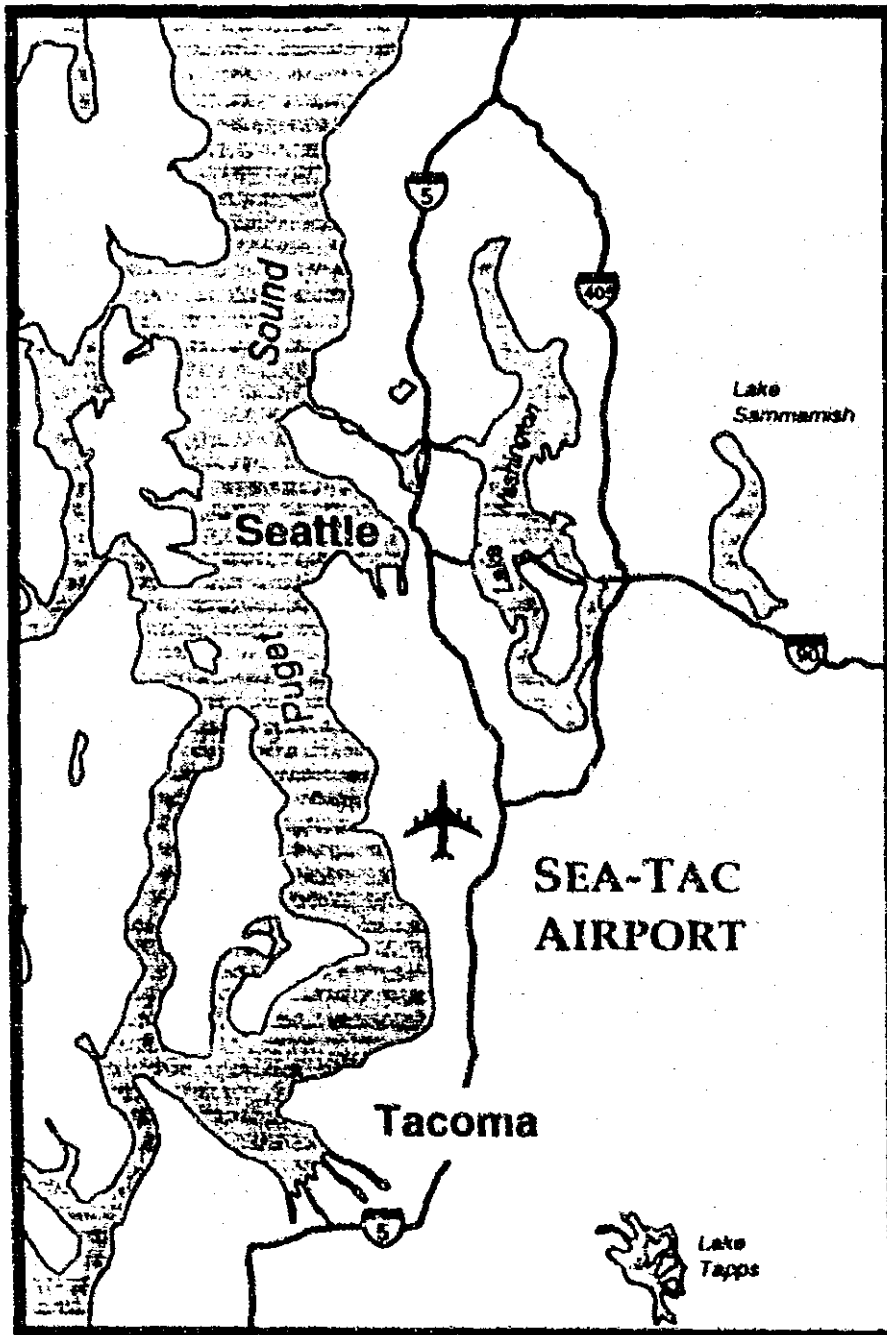 5
405
Sound
Lake
Sammamish
Washington
Seattle
Lake
90
Puget
SEA-TAC
AIRPORT
Tacoma
5
Lake
Tapps